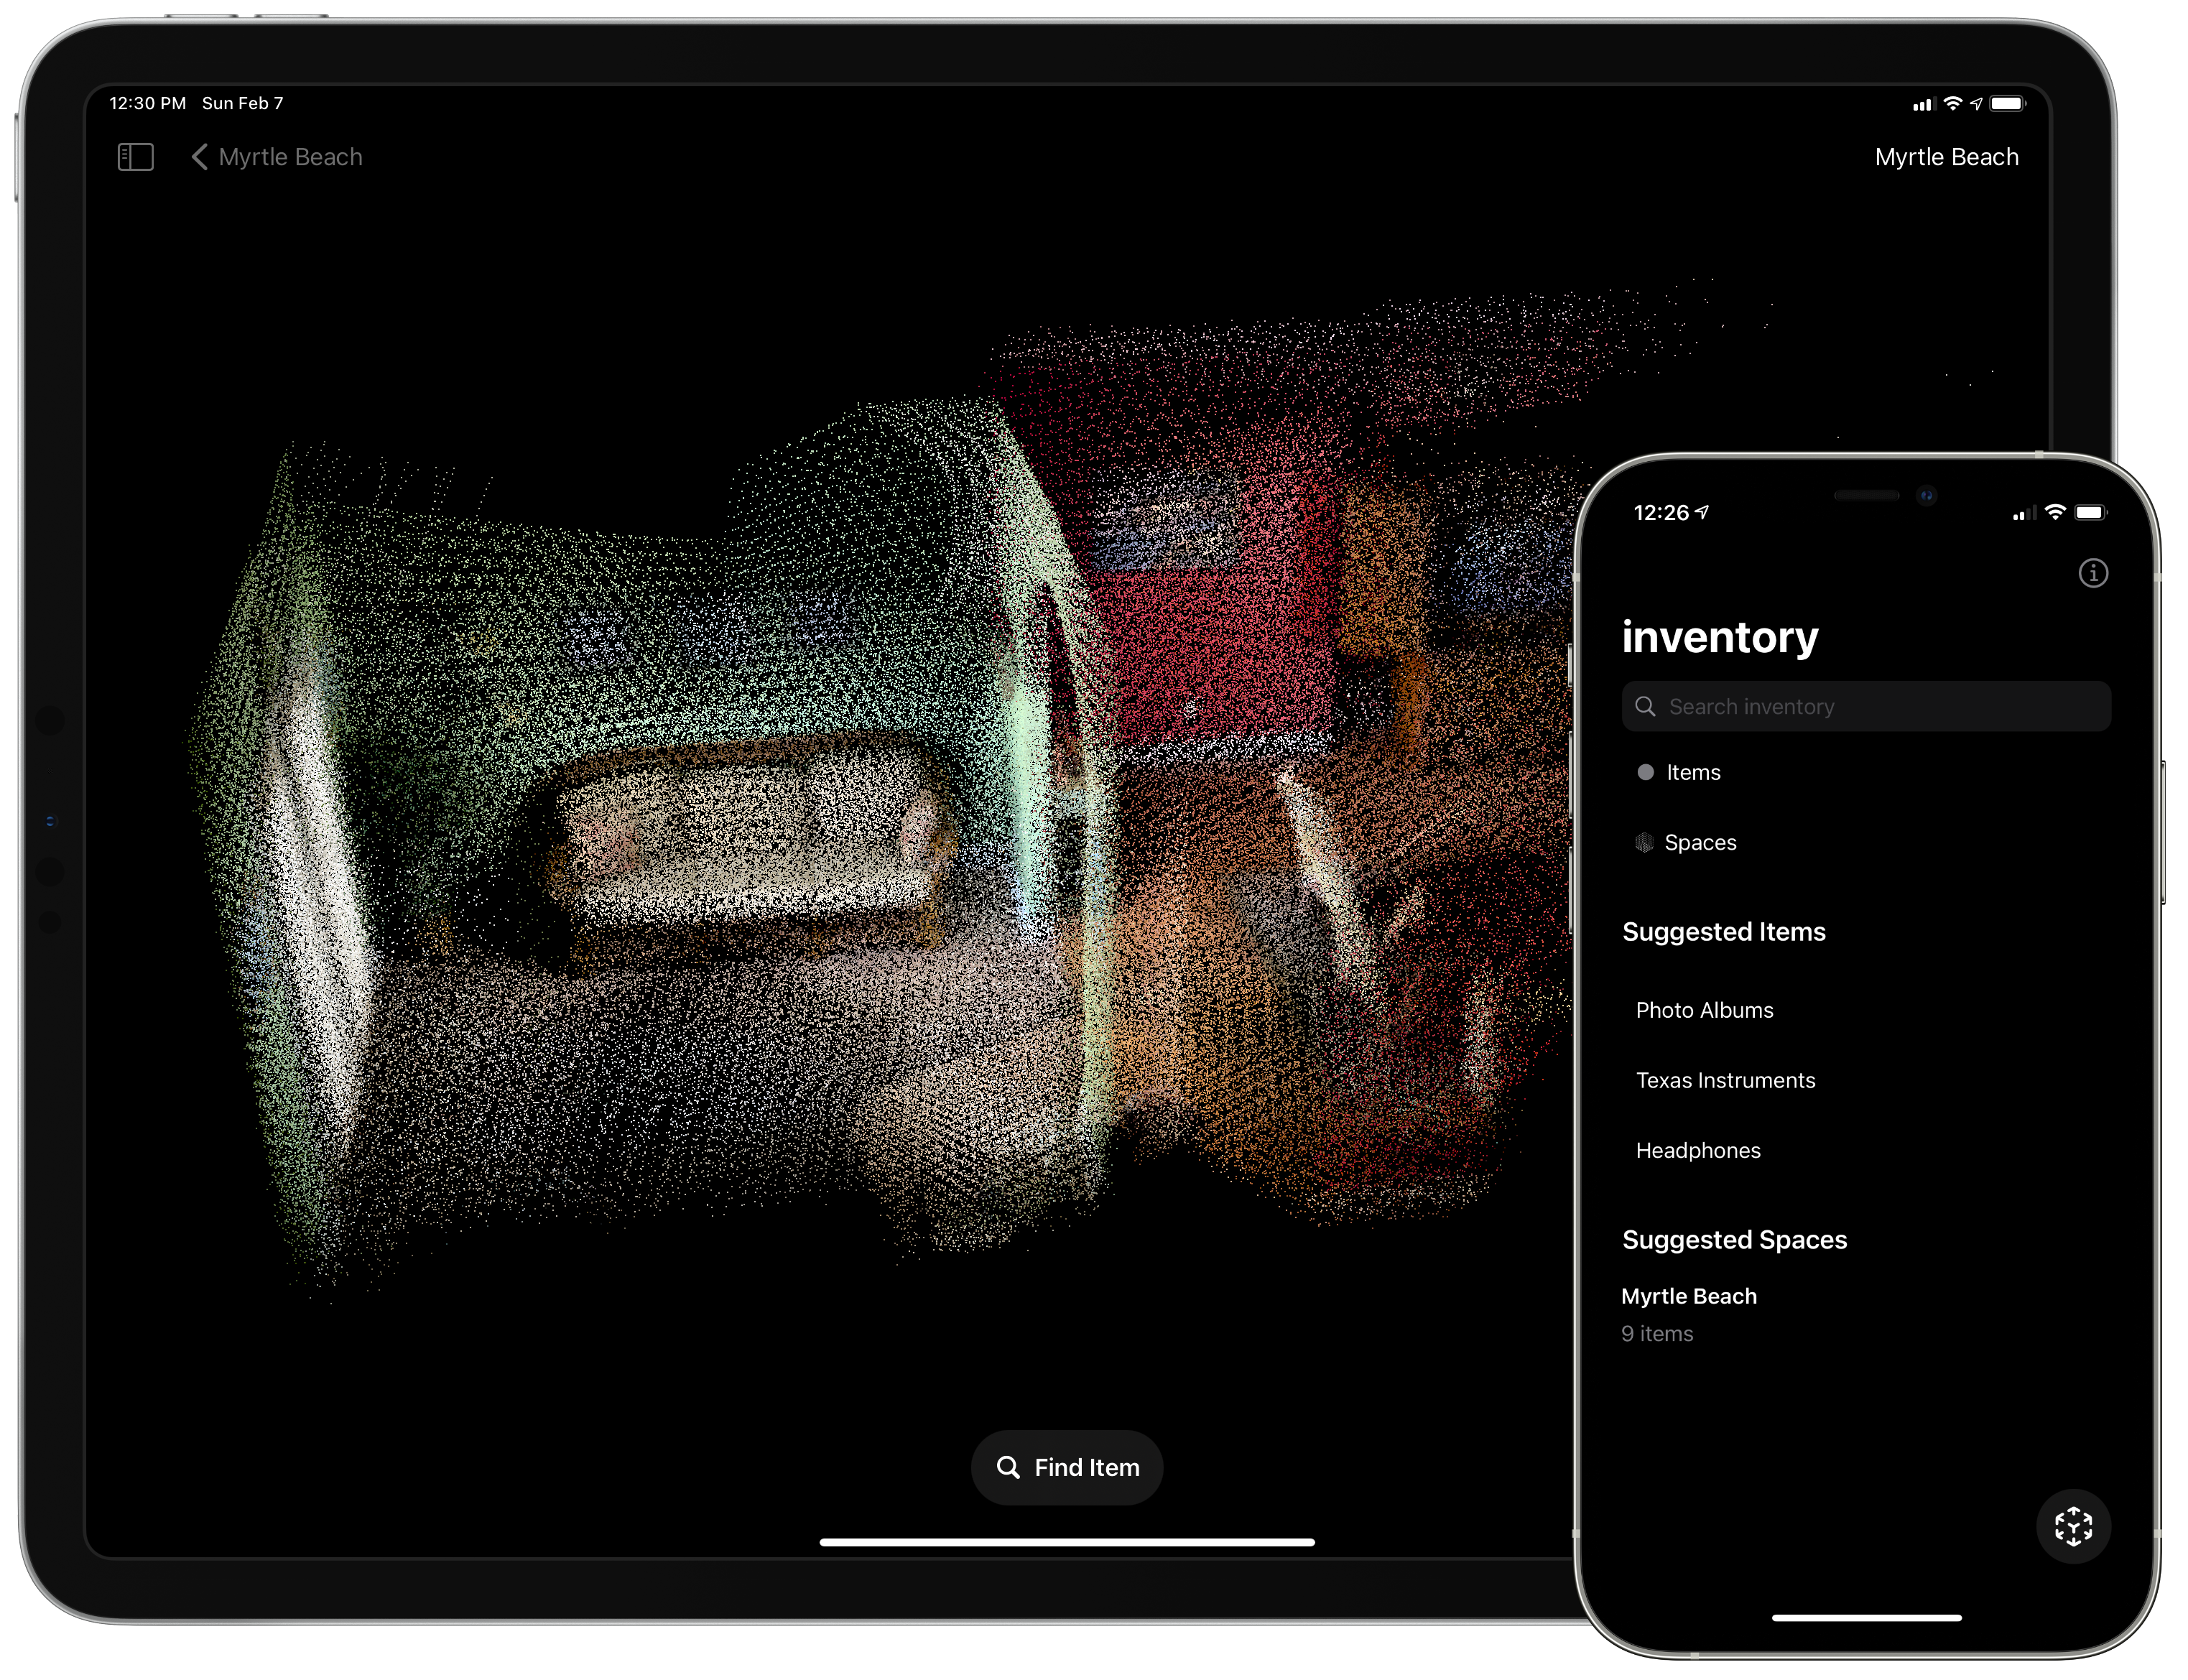 12:30 PM Sun Feb 7
Myrtle Beach
Myrtle Beach
Find Item
12:26
inventory
Search inventory
Items
Spaces
Suggested Items
Photo Albums
Texas Instruments
Headphones
Suggested Spaces
Myrtle Beach
9 items